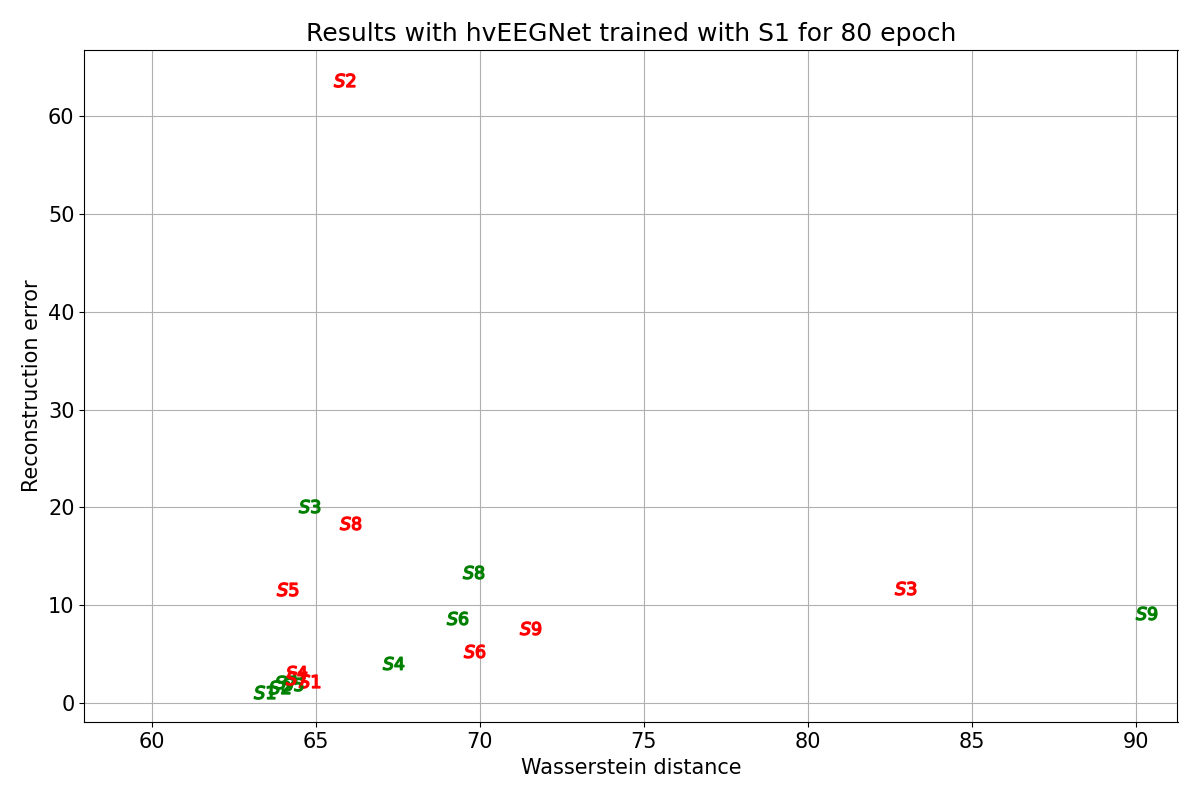 Results with hvEEGNet trained with S1 for 80 epoch
S2
60
50
40
30
20
10
0
Reconstruction error
S3
S8
S5
S8
S3
S6
S9
S9
S6
S4
S4
S1
S1
60
65
70
75
80
85
90
Wasserstein distance